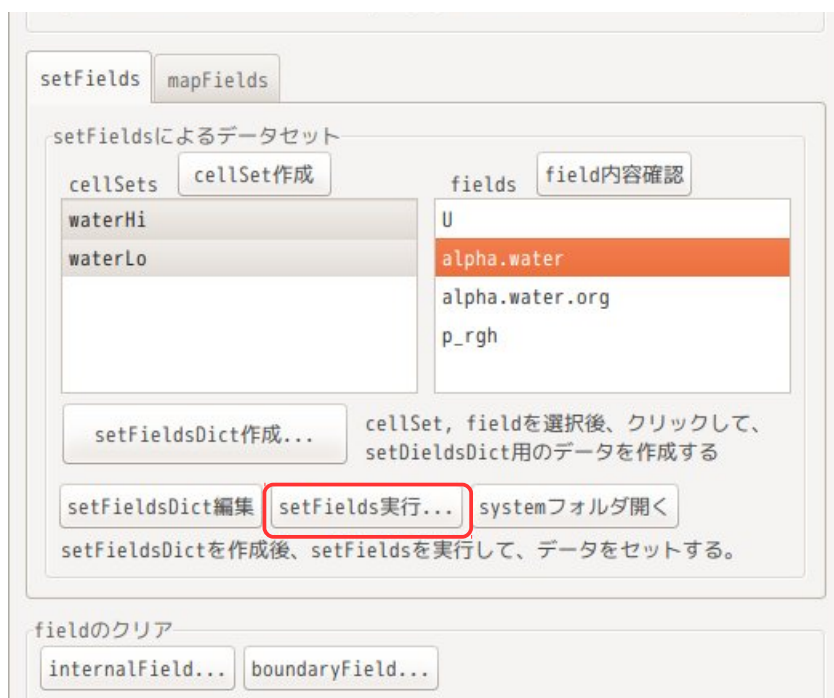 setFields mapFields
setFieldsによるデータセット
cellSets cellSet作成 fields field内容確認
waterHi U
waterLo alpha.water
alpha.water.org
p_rgh
setFieldsDict作成... cellSet, fieldを選択後、クリックして、
setDieldsDict用のデータを作成する
setFieldsDict編集 setFields実行... systemフォルダ開く
setFieldsDictを作成後、setFieldsを実行して、データをセットする。
fieldのクリア
internalField... boundaryField...